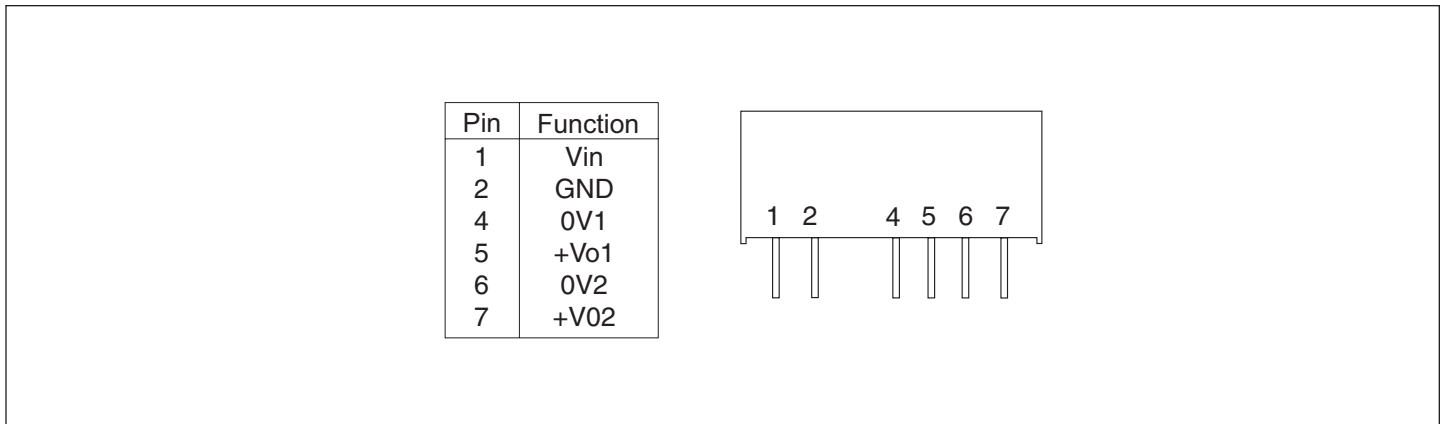 Pin Function
1 Vin
2 GND
4 0V1
5 +Vo1
6 0V2
7 +V02
1 2 4 5 6 7